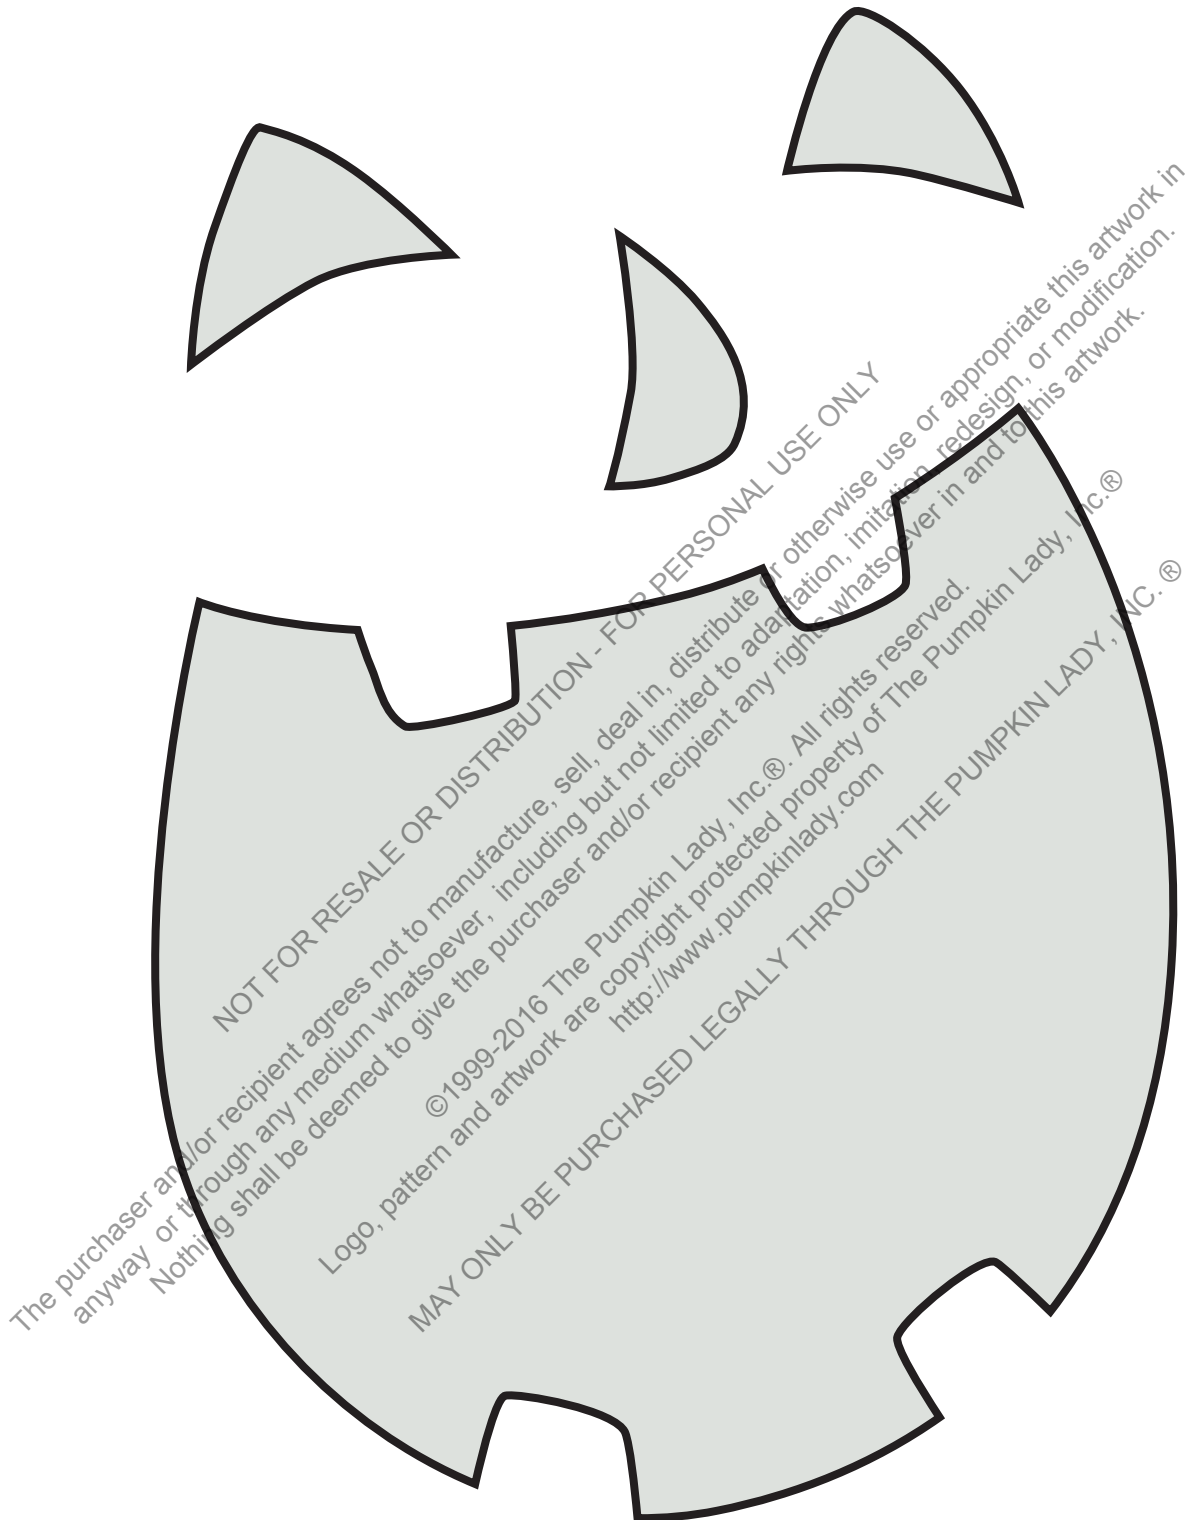 NOT FOR RESALE OR DISTRIBUTION - FOR PERSONAL USE ONLY
The purchaser and/or recipient agrees not to manufacture, sell, deal in, distribute or otherwise use or appropriate this artwork in
anyway or through any medium whatsoever, including but not limited to adaptation, imitation, redesign, or modification.
Nothing shall be deemed to give the purchaser and/or recipient any rights whatsoever in and to this artwork.
©1999-2016 The Pumpkin Lady, Inc.®. All rights reserved.
Logo, pattern and artwork are copyright protected property of The Pumpkin Lady, Inc.®
http://www.pumpkinlady.com
MAY ONLY BE PURCHASED LEGALLY THROUGH THE PUMPKIN LADY, INC. ®